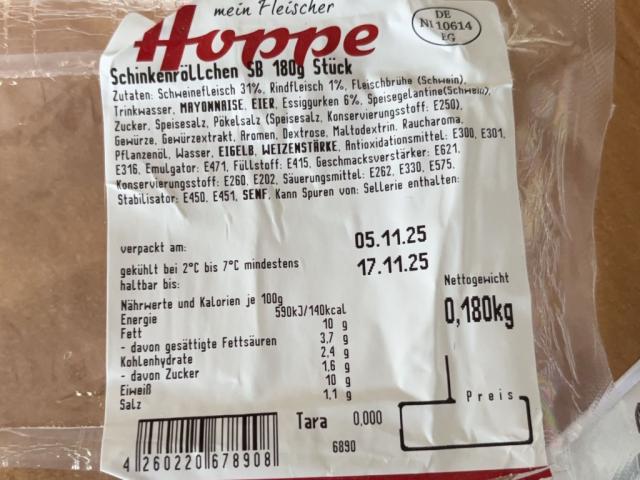 mein Fleischer
Hoppe
DE
NI 10614
EG
Schinkenröllchen SB 180g Stück
Zutaten: Schweinefleisch 31%, Rindfleisch 1%, Fleischbrühe (Schwein),
Trinkwasser, MAYONNAISE, EIER, Essiggurken 6%, Speisegelantine(Schwein),
Zucker, Speisesalz, Pökelsalz (Speisesalz, Konservierungsstoff: E250),
Gewürze, Gewürzextrakt, Aromen, Dextrose, Maltodextrin, Raucharoma,
Pflanzenöl, Wasser, EIGELB, WEIZENSTÄRKE, Antioxidationsmittel: E300, E301,
E316, Emulgator: E471, Füllstoff: E415, Geschmacksverstärker: E621,
Konservierungsstoff: E260, E202, Säuerungsmittel: E262, E330, E575,
Stabilisator: E450, E451, SENF, Kann Spuren von: Sellerie enthalten:
verpackt am: 05.11.25
gekühlt bei 2°C bis 7°C mindestens 17.11.25
haltbar bis:
Nettogewicht
0,180kg
Nährwerte und Kalorien je 100g
Energie 590kJ/140kcal
Fett 10 g
- davon gesättigte Fettsäuren 3,7 g
Kohlenhydrate 2,4 g
- davon Zucker 1,6 g
Eiweiß 10 g
Salz 1,1 g
Preis
Tara 0,000
6890
4 260220 678908